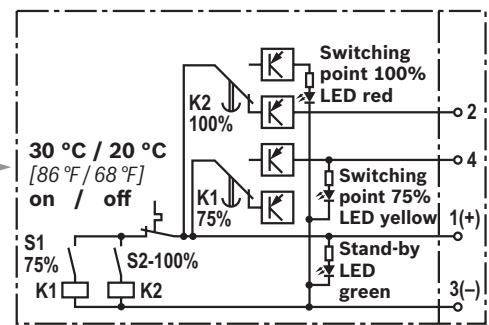 Switching
point 100%
LED red
K2
100%
2
4
30 °C / 20 °C
[86 °F / 68 °F]
on / off
Switching
point 75%
LED yellow
K1
75%
1(+)
S1
75%
S2-100%
Stand-by
LED
green
K1
K2
3(–)